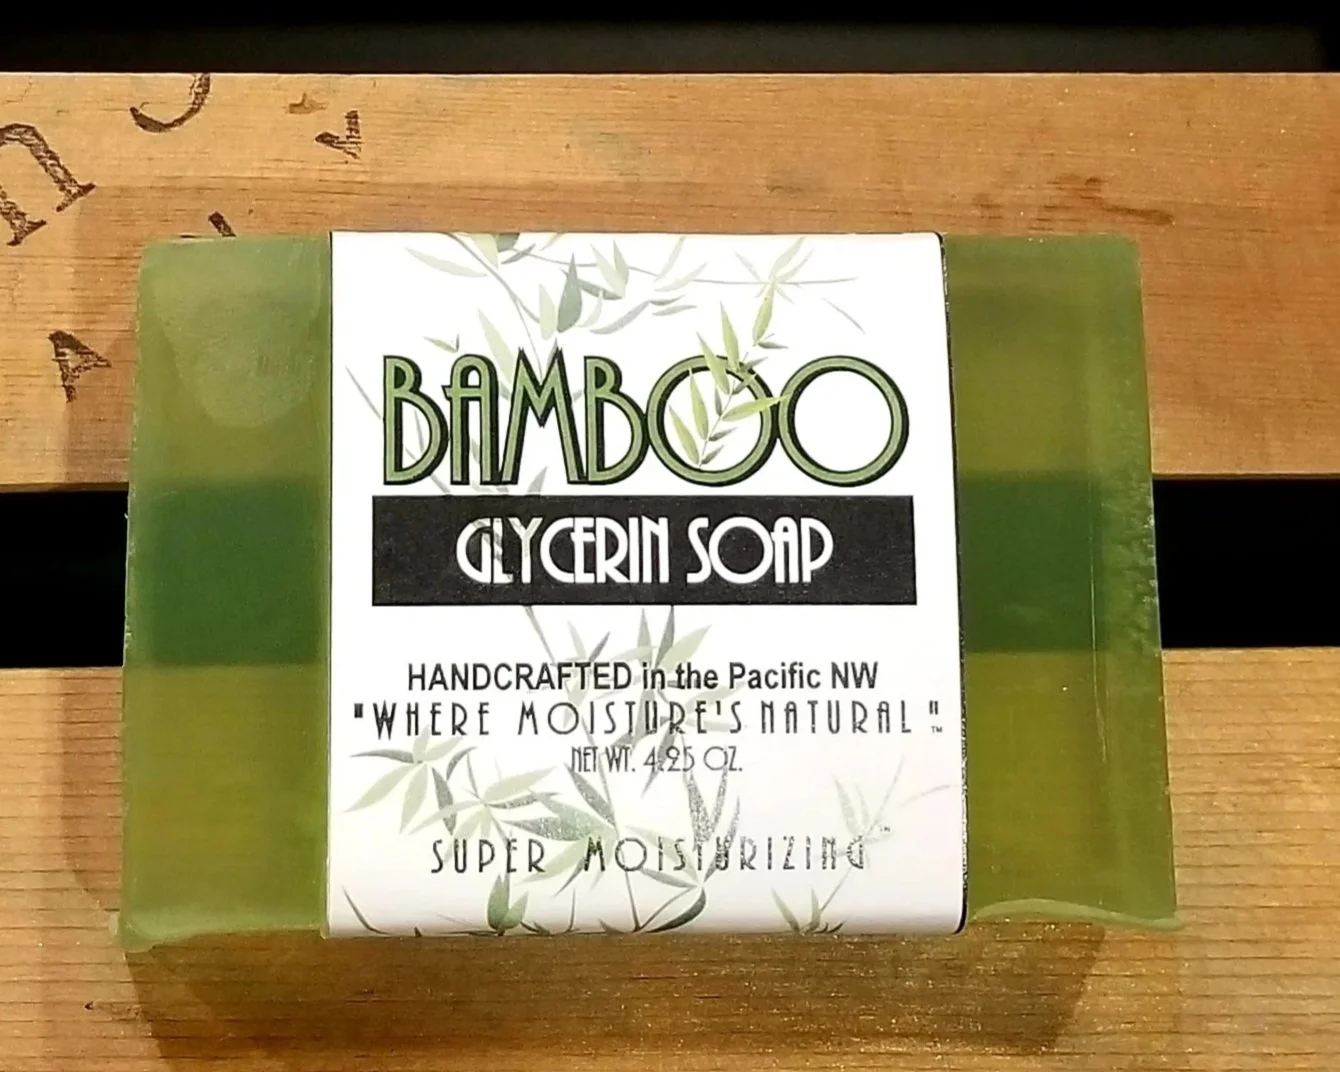 BAMBOO
GLYCERIN SOAP
HANDCRAFTED in the Pacific NW
"WHERE MOISTURE'S NATURAL"™
NET WT. 4.25 OZ.
SUPER MOISTURIZING™